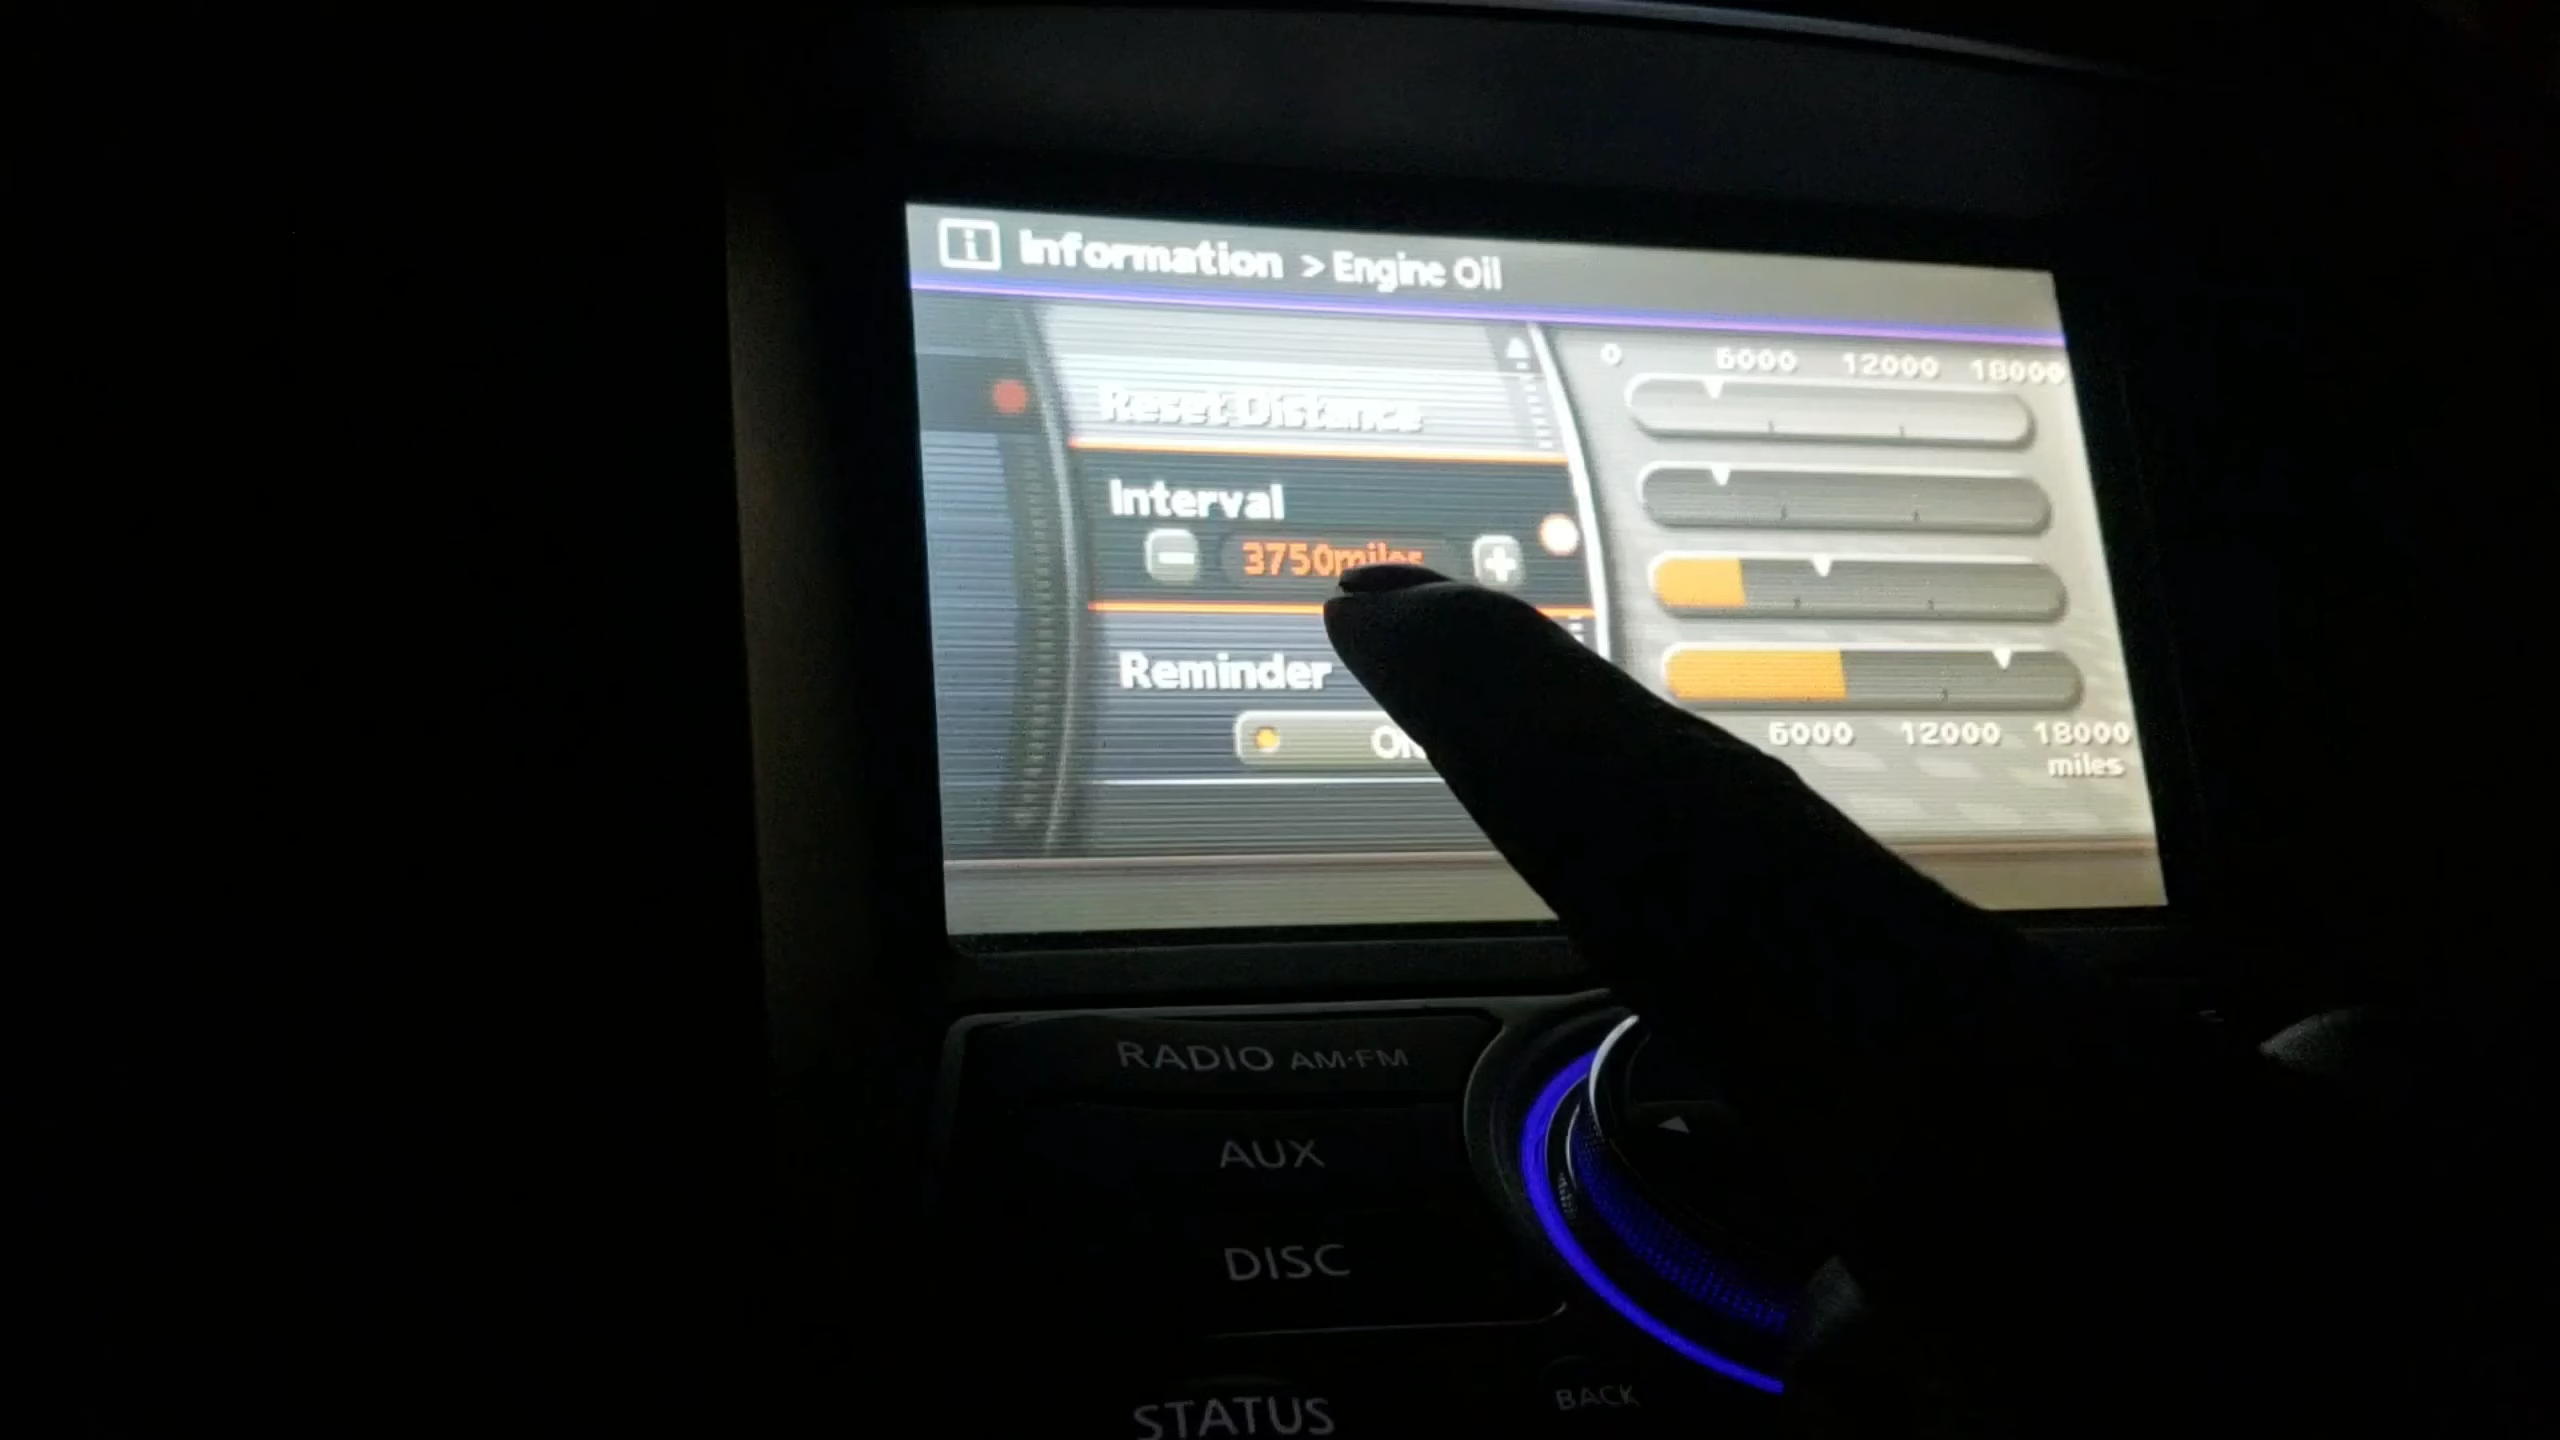 i Information > Engine Oil
0 6000 12000 18000
Reset Distance
Interval
- 3750miles +
Reminder
ON
6000 12000 18000
miles
RADIO AM·FM
AUX
DISC
STATUS
BACK